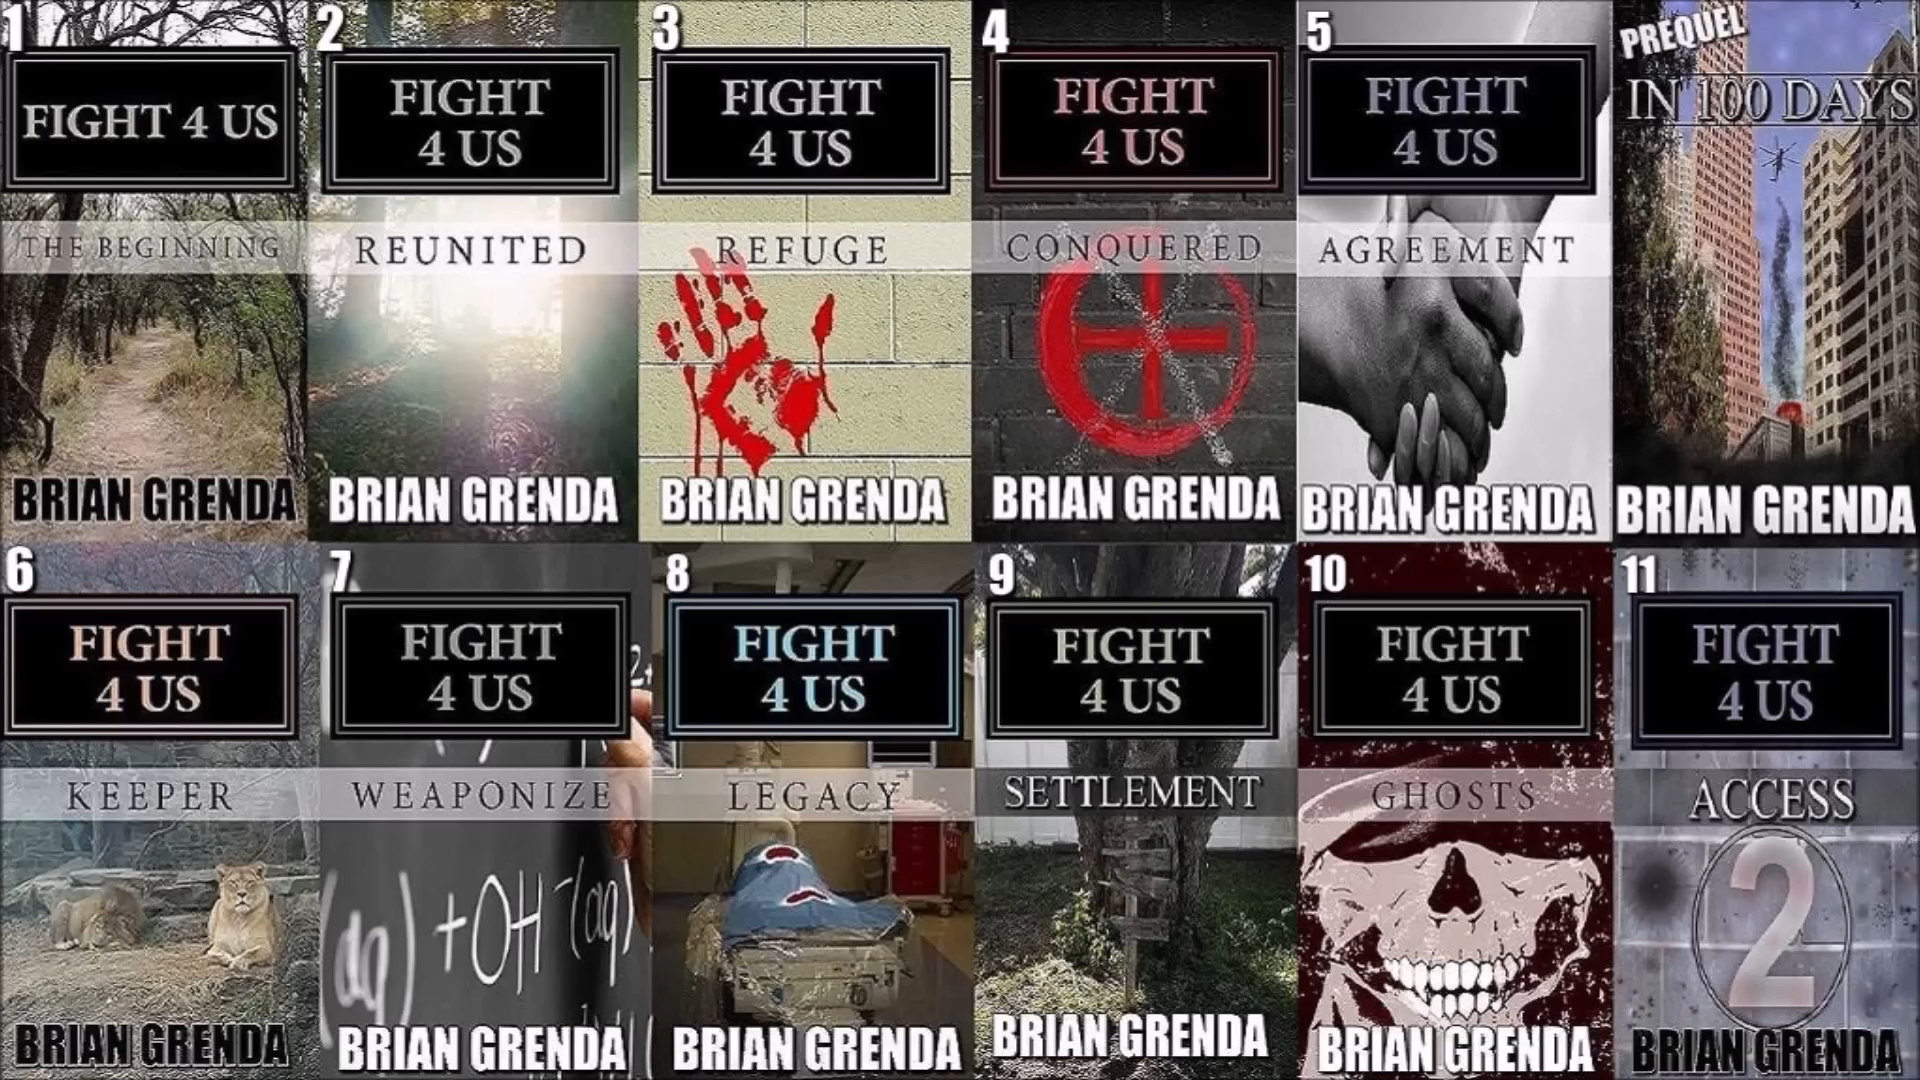 1
FIGHT 4 US
THE BEGINNING
BRIAN GRENDA
2
FIGHT
4 US
REUNITED
BRIAN GRENDA
3
FIGHT
4 US
REFUGE
BRIAN GRENDA
4
FIGHT
4 US
CONQUERED
BRIAN GRENDA
5
FIGHT
4 US
AGREEMENT
BRIAN GRENDA
PREQUEL
IN 100 DAYS
BRIAN GRENDA
6
FIGHT
4 US
KEEPER
BRIAN GRENDA
7
FIGHT
4 US
WEAPONIZE
(aq) + OH⁻(aq)
BRIAN GRENDA
8
FIGHT
4 US
LEGACY
BRIAN GRENDA
9
FIGHT
4 US
SETTLEMENT
BRIAN GRENDA
10
FIGHT
4 US
GHOSTS
BRIAN GRENDA
11
FIGHT
4 US
ACCESS
2
BRIAN GRENDA